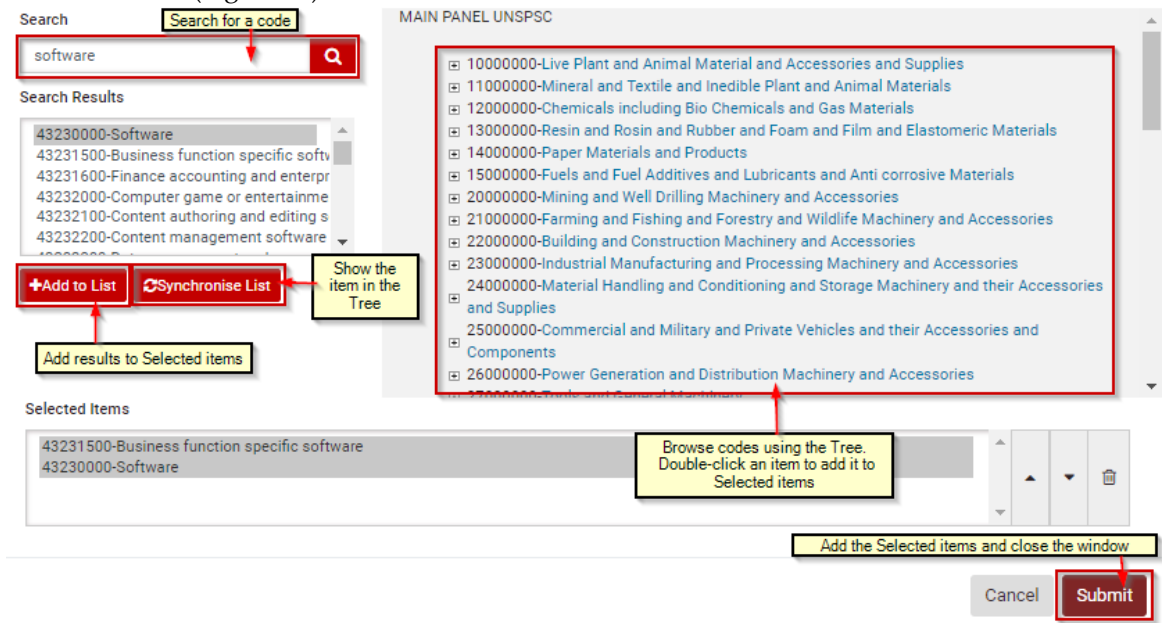 Search
Search for a code
software
Search Results
43230000-Software
43231500-Business function specific softw
43231600-Finance accounting and enterpr
43232000-Computer game or entertainme
43232100-Content authoring and editing s
43232200-Content management software
+Add to List
Synchronise List
Show the
item in the
Tree
Add results to Selected items
MAIN PANEL UNSPSC
10000000-Live Plant and Animal Material and Accessories and Supplies
11000000-Mineral and Textile and Inedible Plant and Animal Materials
12000000-Chemicals including Bio Chemicals and Gas Materials
13000000-Resin and Rosin and Rubber and Foam and Film and Elastomeric Materials
14000000-Paper Materials and Products
15000000-Fuels and Fuel Additives and Lubricants and Anti corrosive Materials
20000000-Mining and Well Drilling Machinery and Accessories
21000000-Farming and Fishing and Forestry and Wildlife Machinery and Accessories
22000000-Building and Construction Machinery and Accessories
23000000-Industrial Manufacturing and Processing Machinery and Accessories
24000000-Material Handling and Conditioning and Storage Machinery and their Accessories
and Supplies
25000000-Commercial and Military and Private Vehicles and their Accessories and
Components
26000000-Power Generation and Distribution Machinery and Accessories
27000000-Tools and General Machinery
Browse codes using the Tree.
Double-click an item to add it to
Selected items
Selected Items
43231500-Business function specific software
43230000-Software
Add the Selected items and close the window
Cancel
Submit